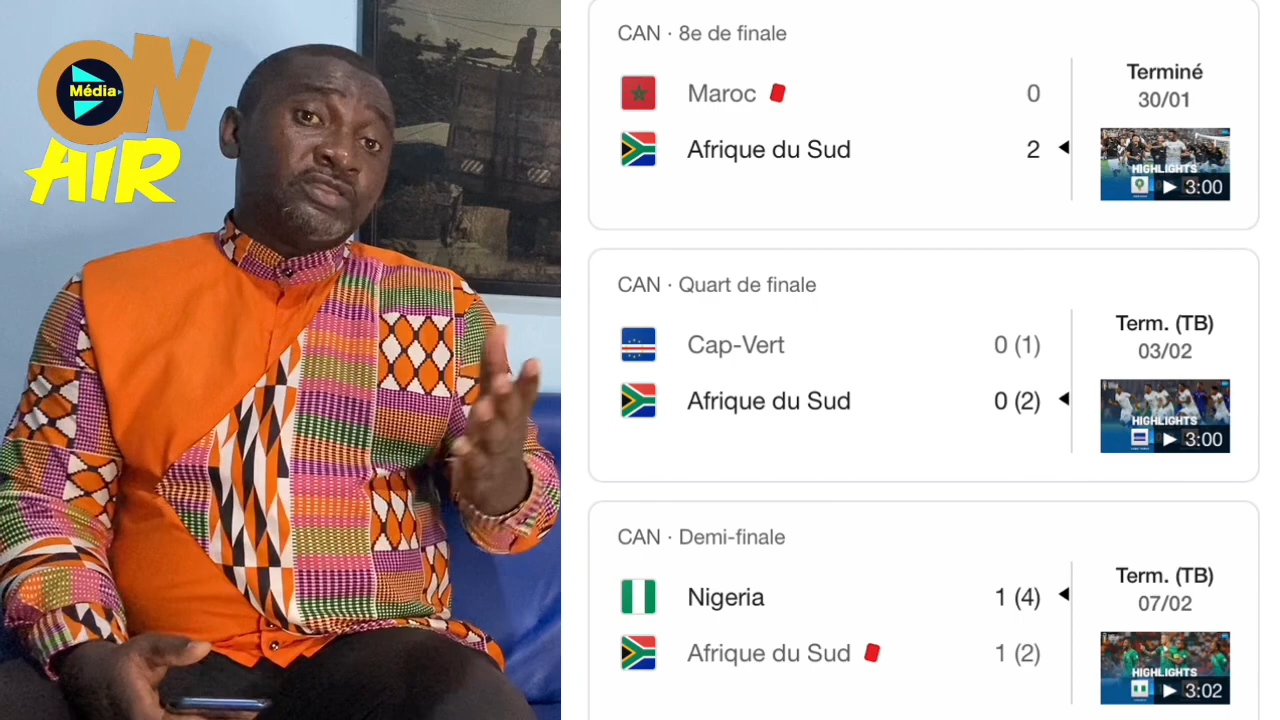 ON
Média
AIR
CAN · 8e de finale
Maroc 0
Afrique du Sud 2
Terminé
30/01
HIGHLIGHTS
3:00
CAN · Quart de finale
Cap-Vert 0 (1)
Afrique du Sud 0 (2)
Term. (TB)
03/02
HIGHLIGHTS
3:00
CAN · Demi-finale
Nigeria 1 (4)
Afrique du Sud 1 (2)
Term. (TB)
07/02
HIGHLIGHTS
3:02